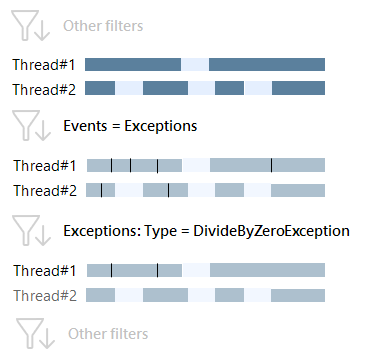 Other filters
Thread#1
Thread#2
Events = Exceptions
Thread#1
Thread#2
Exceptions: Type = DivideByZeroException
Thread#1
Thread#2
Other filters